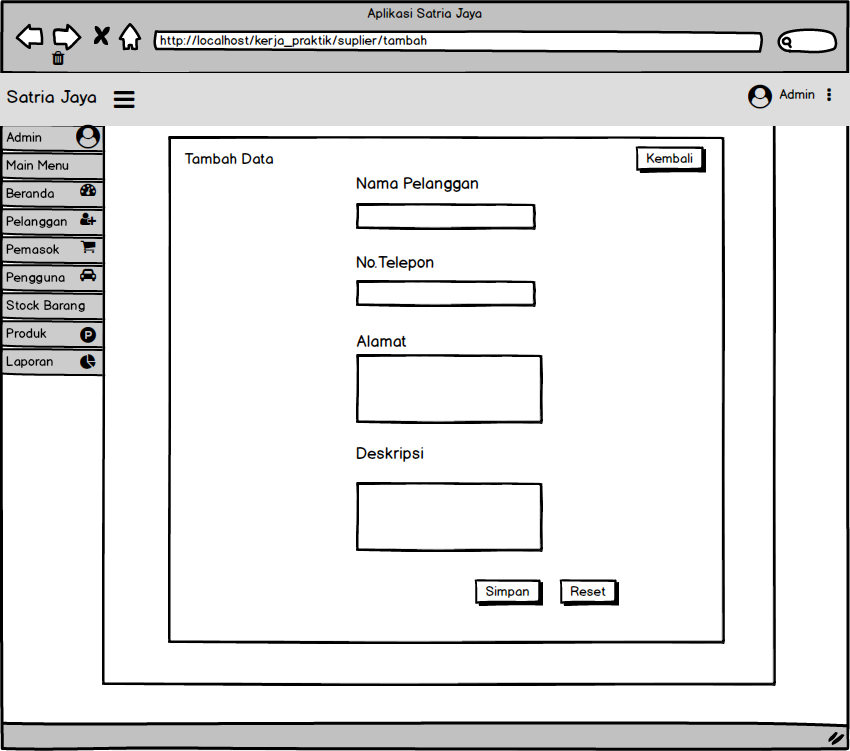 Aplikasi Satria Jaya
http://localhost/kerja_praktik/suplier/tambah
Satria Jaya
Admin
Admin
Main Menu
Beranda
Pelanggan
Pemasok
Pengguna
Stock Barang
Produk
P
Laporan
Tambah Data
Kembali
Nama Pelanggan
No.Telepon
Alamat
Deskripsi
Simpan
Reset